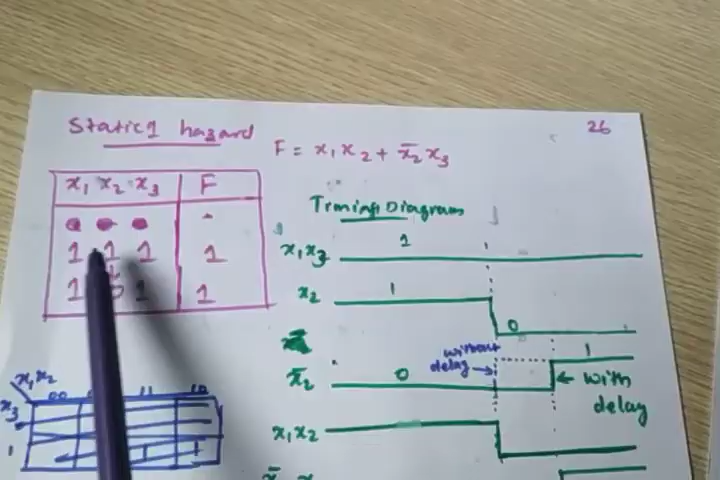 Static 1 hazard
26
F = x₁x₂ + x̄₂x₃
x₁ x₂ x₃ F
1 1 1 1
1 0 1 1
Timing Diagram
x₁x₃ 1
x₂ 1 0
x̄₂ 0 without delay 1
with delay
x₁x₂
x₁x₂
00 11 10
x₃
1